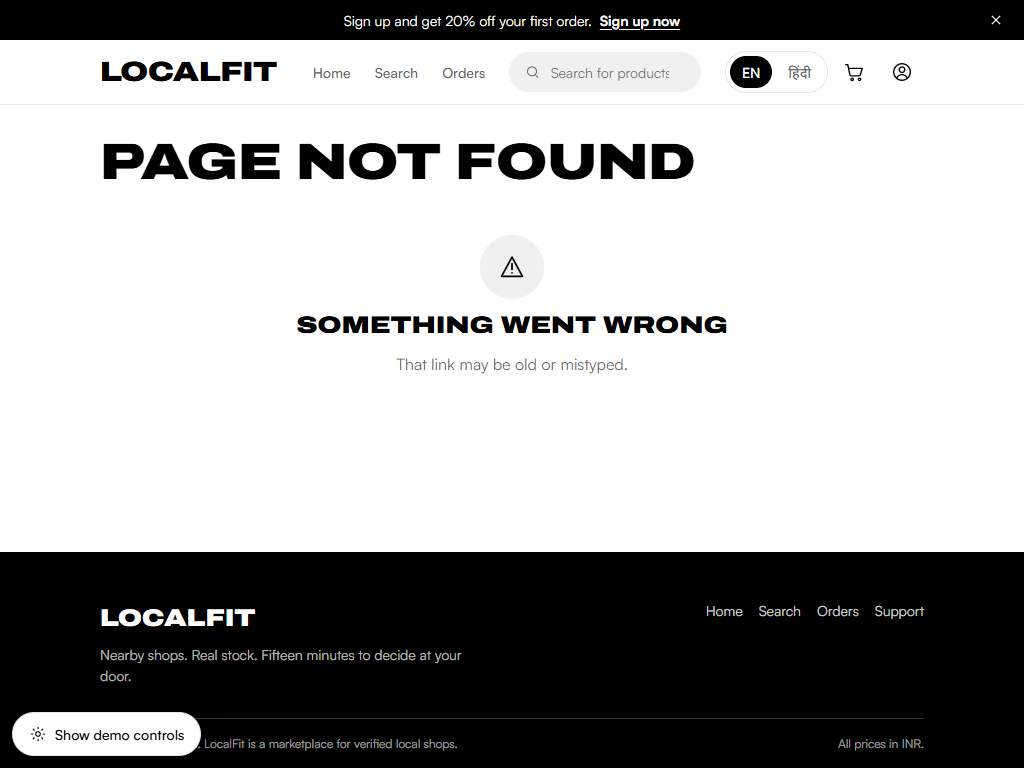 Sign up and get 20% off your first order. Sign up now
LOCALFIT
Home
Search
Orders
Search for products
EN
हिंदी
PAGE NOT FOUND
SOMETHING WENT WRONG
That link may be old or mistyped.
LOCALFIT
Home
Search
Orders
Support
Nearby shops. Real stock. Fifteen minutes to decide at your
door.
Show demo controls
. LocalFit is a marketplace for verified local shops.
All prices in INR.